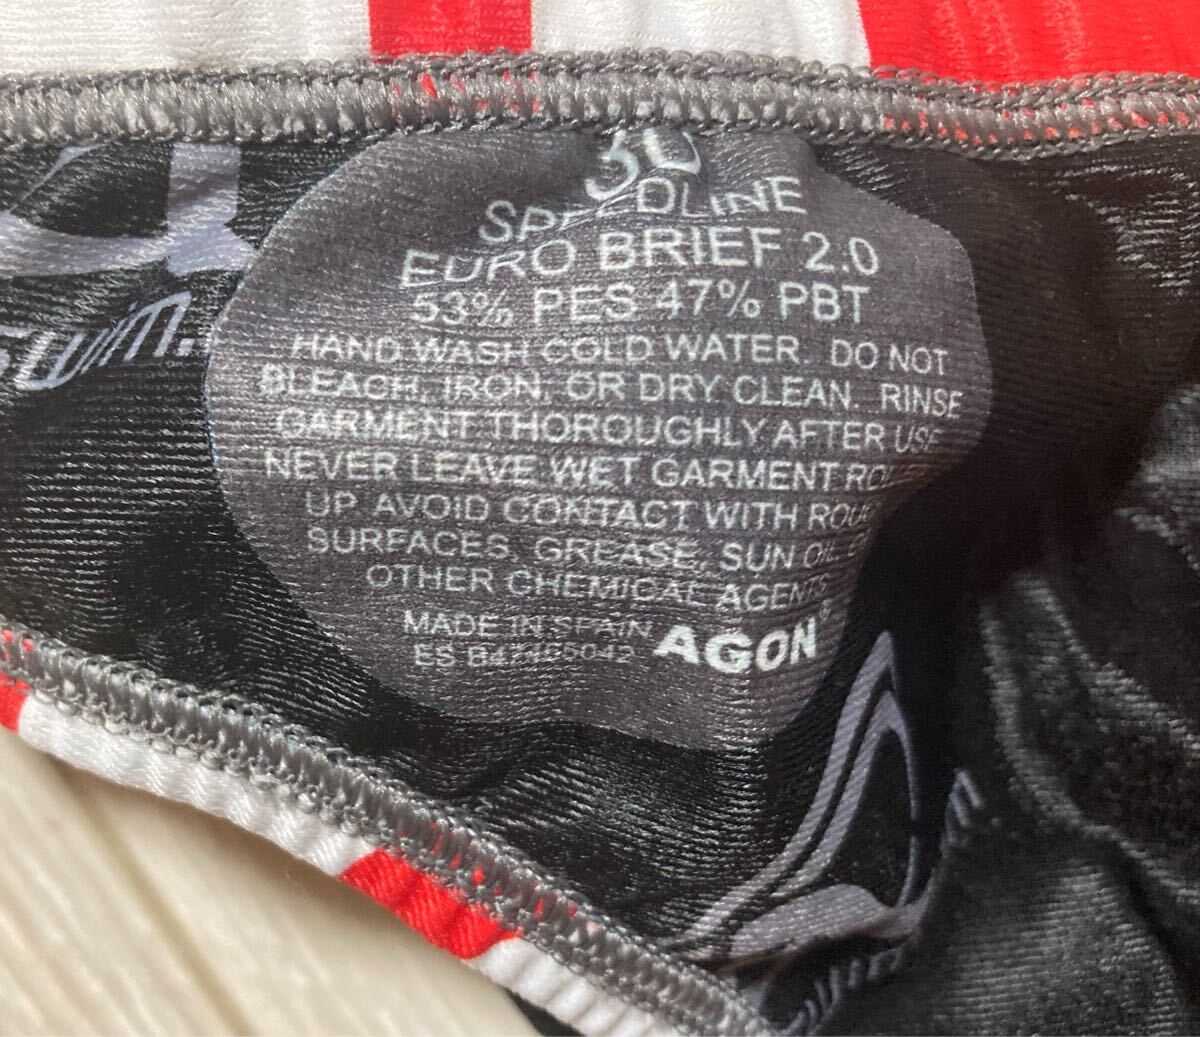 30
SPEEDLINE
EURO BRIEF 2.0
53% PES 47% PBT
HAND WASH COLD WATER. DO NOT
BLEACH, IRON, OR DRY CLEAN. RINSE
GARMENT THOROUGHLY AFTER USE
NEVER LEAVE WET GARMENT
UP AVOID CONTACT WITH
SURFACES, GREASE, SUN OIL
OTHER CHEMICAL AGENTS
MADE IN SPAIN
ES
AGON
swim.